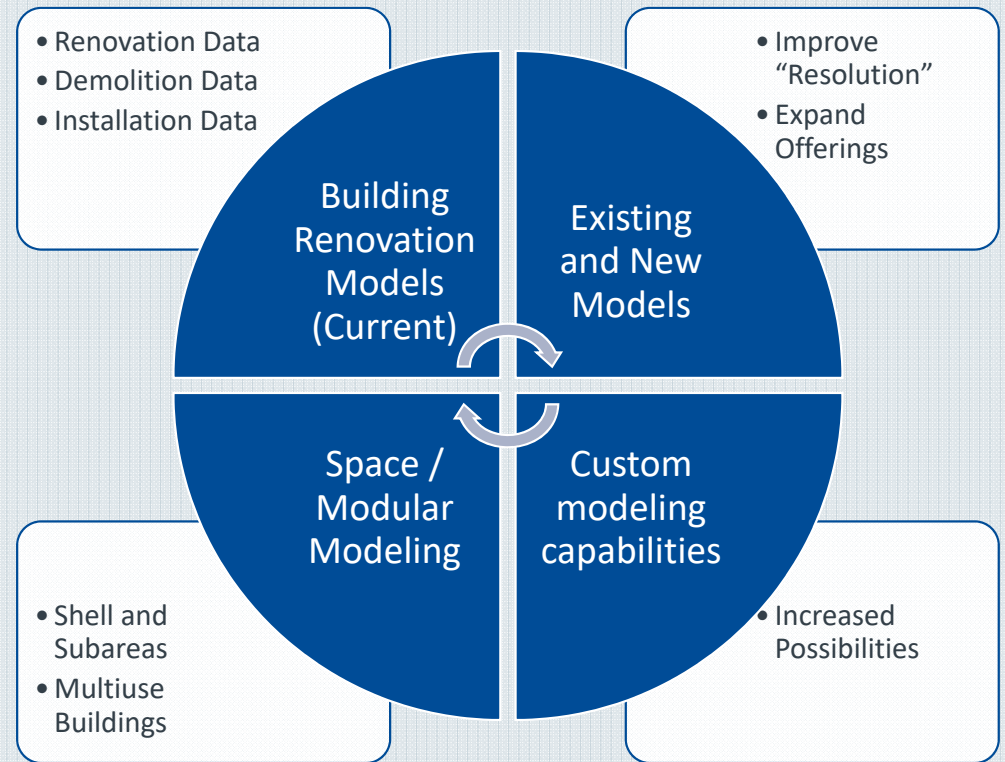 • Renovation Data
• Demolition Data
• Installation Data
• Improve
“Resolution”
• Expand
Offerings
Building
Renovation
Models
(Current)
Existing
and New
Models
Space /
Modular
Modeling
Custom
modeling
capabilities
• Shell and
Subareas
• Multiuse
Buildings
• Increased
Possibilities